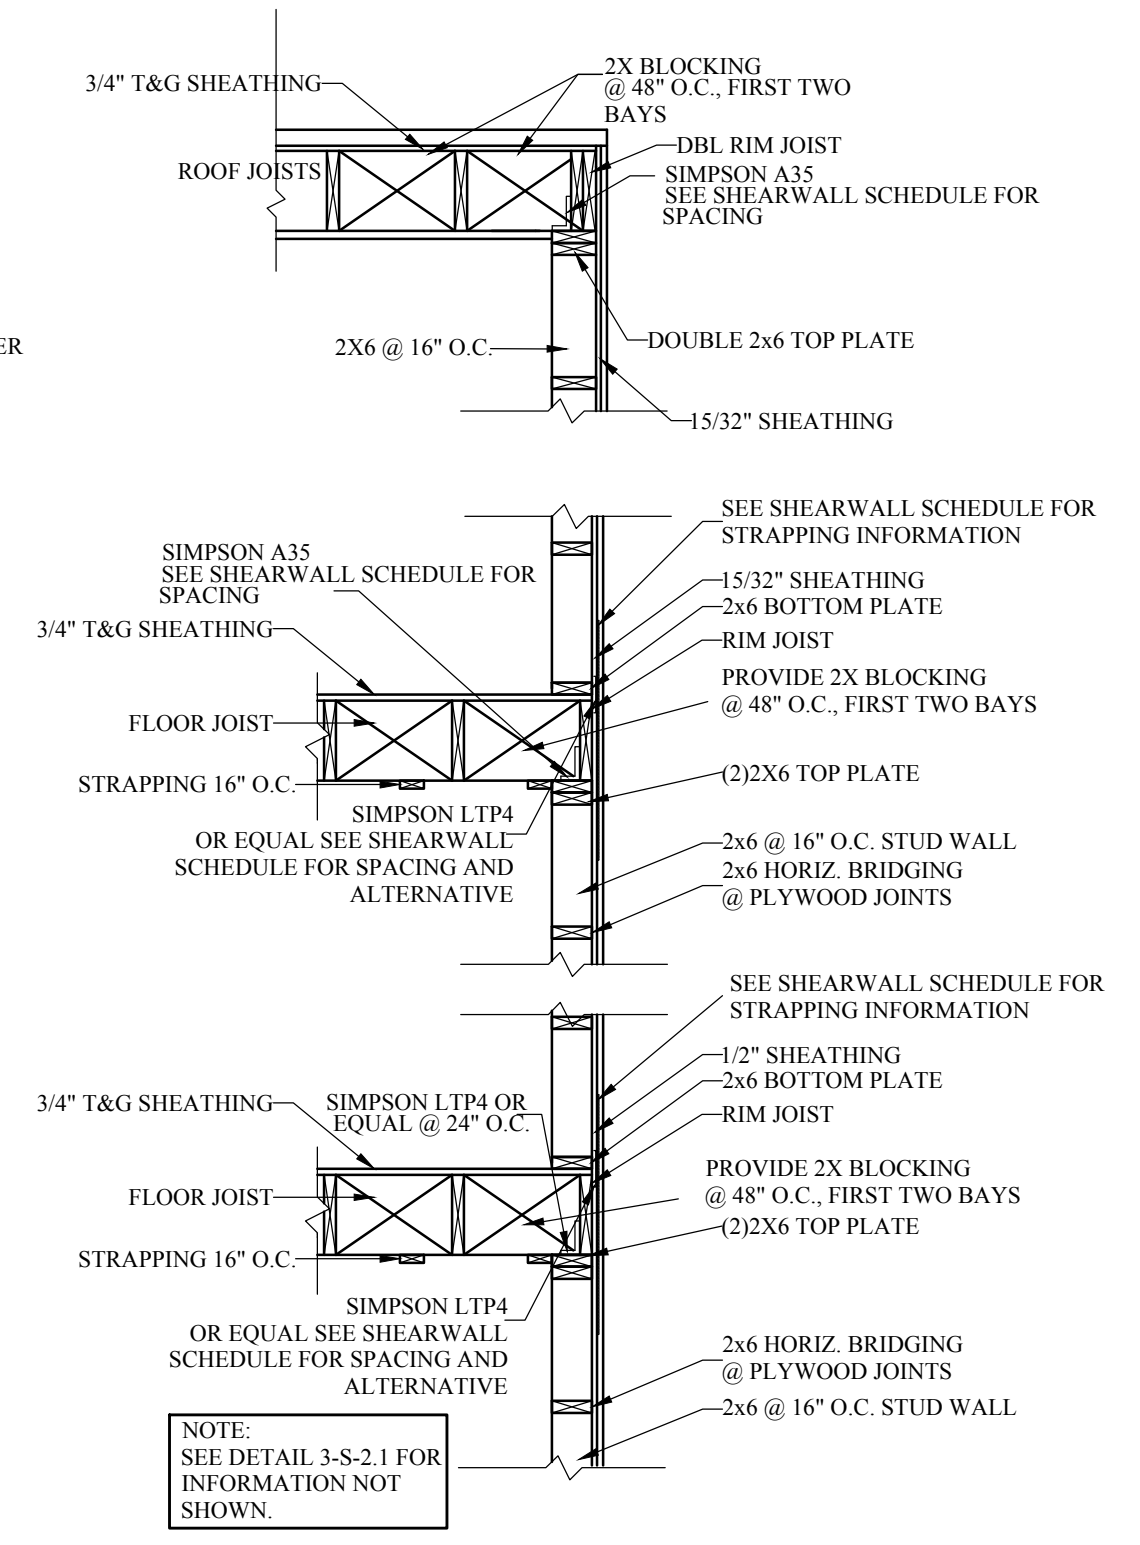 3/4" T&G SHEATHING
2X BLOCKING
@ 48" O.C., FIRST TWO
BAYS
DBL RIM JOIST
ROOF JOISTS
SIMPSON A35
SEE SHEARWALL SCHEDULE FOR
SPACING
ER
2X6 @ 16" O.C.
DOUBLE 2x6 TOP PLATE
15/32" SHEATHING
SEE SHEARWALL SCHEDULE FOR
STRAPPING INFORMATION
SIMPSON A35
SEE SHEARWALL SCHEDULE FOR
SPACING
15/32" SHEATHING
2x6 BOTTOM PLATE
3/4" T&G SHEATHING
RIM JOIST
PROVIDE 2X BLOCKING
@ 48" O.C., FIRST TWO BAYS
FLOOR JOIST
STRAPPING 16" O.C.
(2)2X6 TOP PLATE
SIMPSON LTP4
OR EQUAL SEE SHEARWALL
SCHEDULE FOR SPACING AND
ALTERNATIVE
2x6 @ 16" O.C. STUD WALL
2x6 HORIZ. BRIDGING
@ PLYWOOD JOINTS
SEE SHEARWALL SCHEDULE FOR
STRAPPING INFORMATION
1/2" SHEATHING
2x6 BOTTOM PLATE
3/4" T&G SHEATHING
SIMPSON LTP4 OR
EQUAL @ 24" O.C.
RIM JOIST
PROVIDE 2X BLOCKING
@ 48" O.C., FIRST TWO BAYS
FLOOR JOIST
(2)2X6 TOP PLATE
STRAPPING 16" O.C.
SIMPSON LTP4
OR EQUAL SEE SHEARWALL
SCHEDULE FOR SPACING AND
ALTERNATIVE
2x6 HORIZ. BRIDGING
@ PLYWOOD JOINTS
2x6 @ 16" O.C. STUD WALL
NOTE:
SEE DETAIL 3-S-2.1 FOR
INFORMATION NOT
SHOWN.